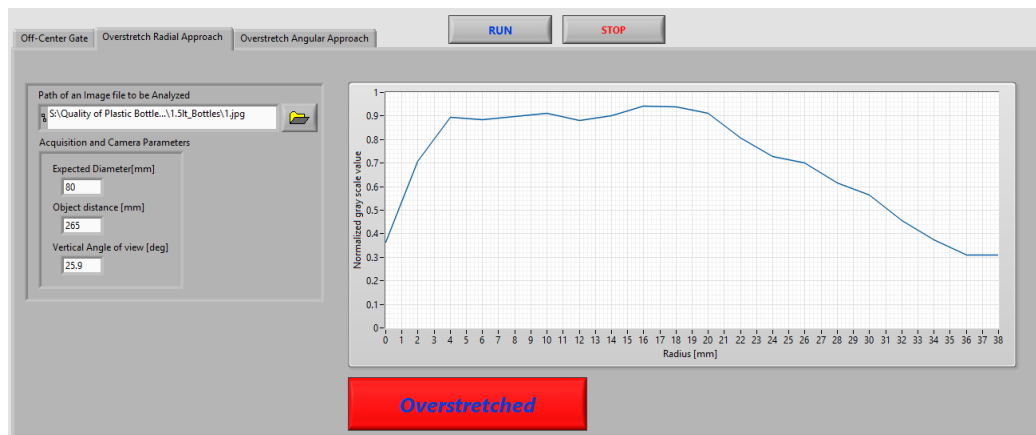 RUN
STOP
Off-Center Gate
Overstretch Radial Approach
Overstretch Angular Approach
Path of an Image file to be Analyzed
S:\Quality of Plastic Bottle...\1.5lt_Bottles\1.jpg
Acquisition and Camera Parameters
Expected Diameter[mm]
80
Object distance [mm]
265
Vertical Angle of view [deg]
25.9
Normalized gray scale value
1
0.9
0.8
0.7
0.6
0.5
0.4
0.3
0.2
0.1
0
0 1 2 3 4 5 6 7 8 9 10 11 12 13 14 15 16 17 18 19 20 21 22 23 24 25 26 27 28 29 30 31 32 33 34 35 36 37 38
Radius [mm]
Overstretched